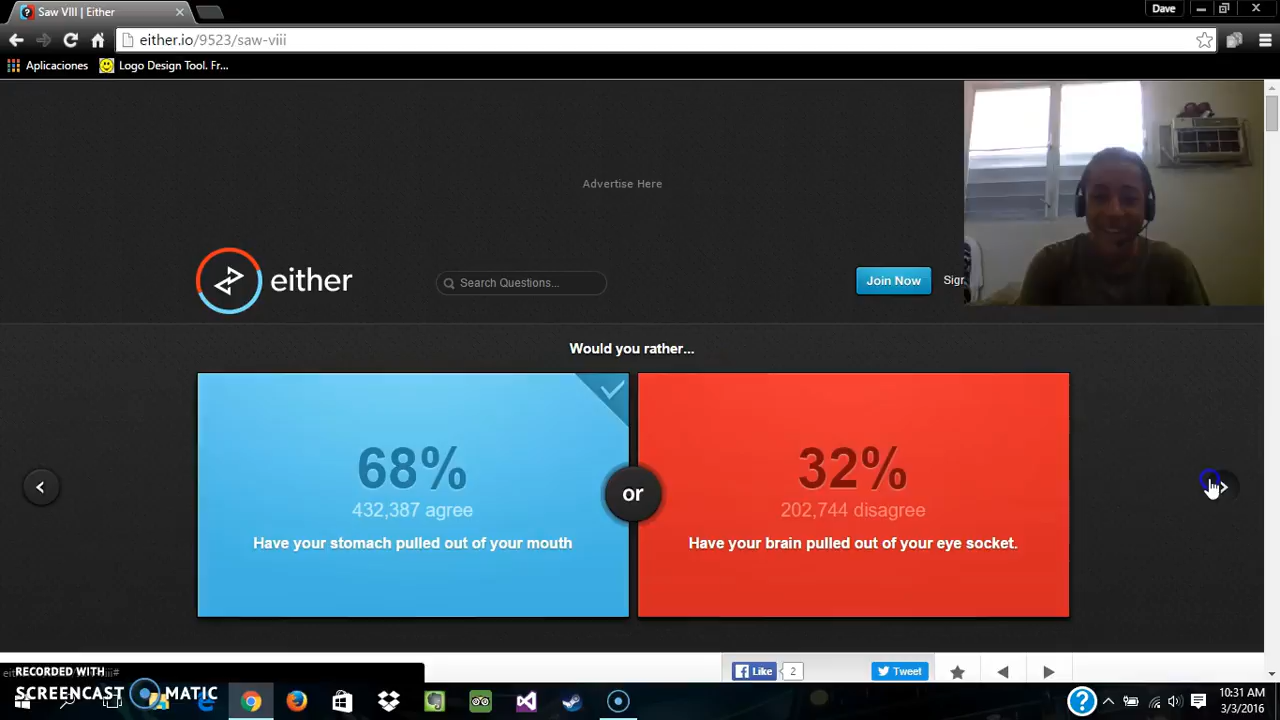 Saw VIII | Either
Dave
either.io/9523/saw-viii
Aplicaciones
Logo Design Tool. Fr...
Advertise Here
either
Search Questions...
Join Now
Sign
Would you rather...
68%
432,387 agree
Have your stomach pulled out of your mouth
or
32%
202,744 disagree
Have your brain pulled out of your eye socket.
Like
2
Tweet
RECORDED WITH
SCREENCAST MATIC
10:31 AM
3/3/2016